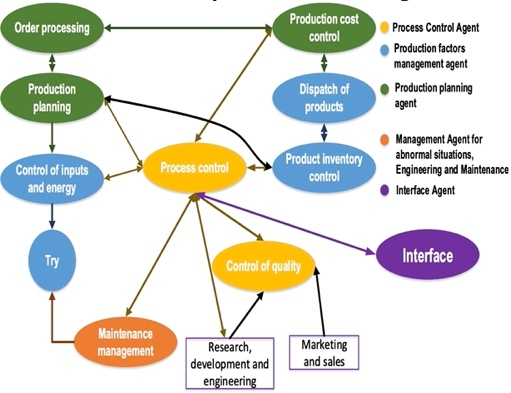 Order processing
Production cost
control
Process Control Agent
Production factors
management agent
Production
planning
Dispatch of
products
Production planning
agent
Management Agent for
abnormal situations,
Engineering and Maintenance
Interface Agent
Control of inputs
and energy
Process control
Product inventory
control
Try
Control of quality
Interface
Maintenance
management
Research,
development and
engineering
Marketing
and sales